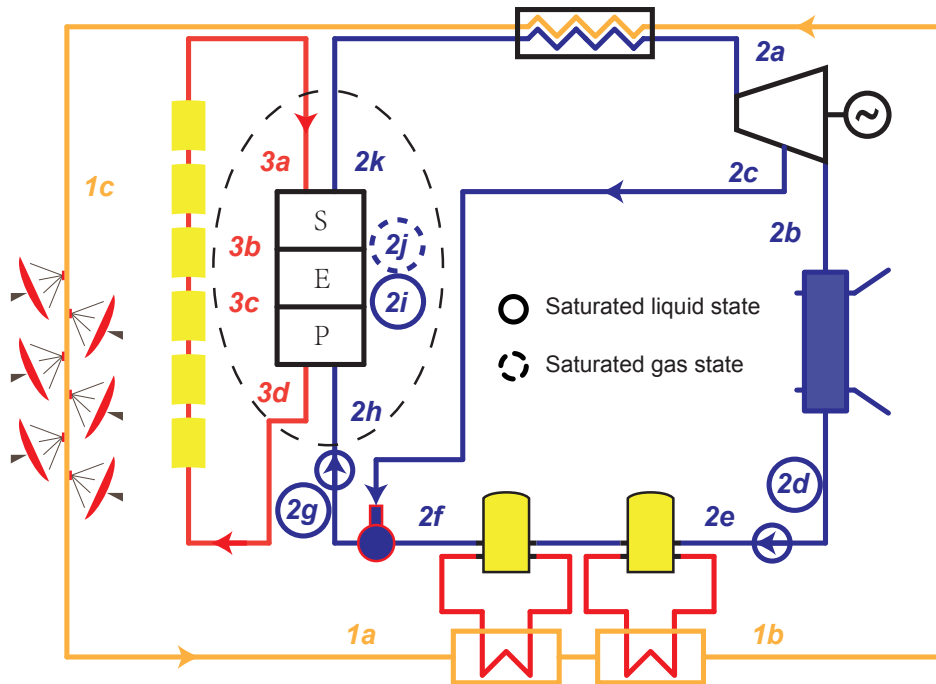 2a
1c
3a
2k
2c
S
3b
2j
2b
E
3c
2i
Saturated liquid state
P
Saturated gas state
3d
2h
2g
2f
2e
2d
1a
1b